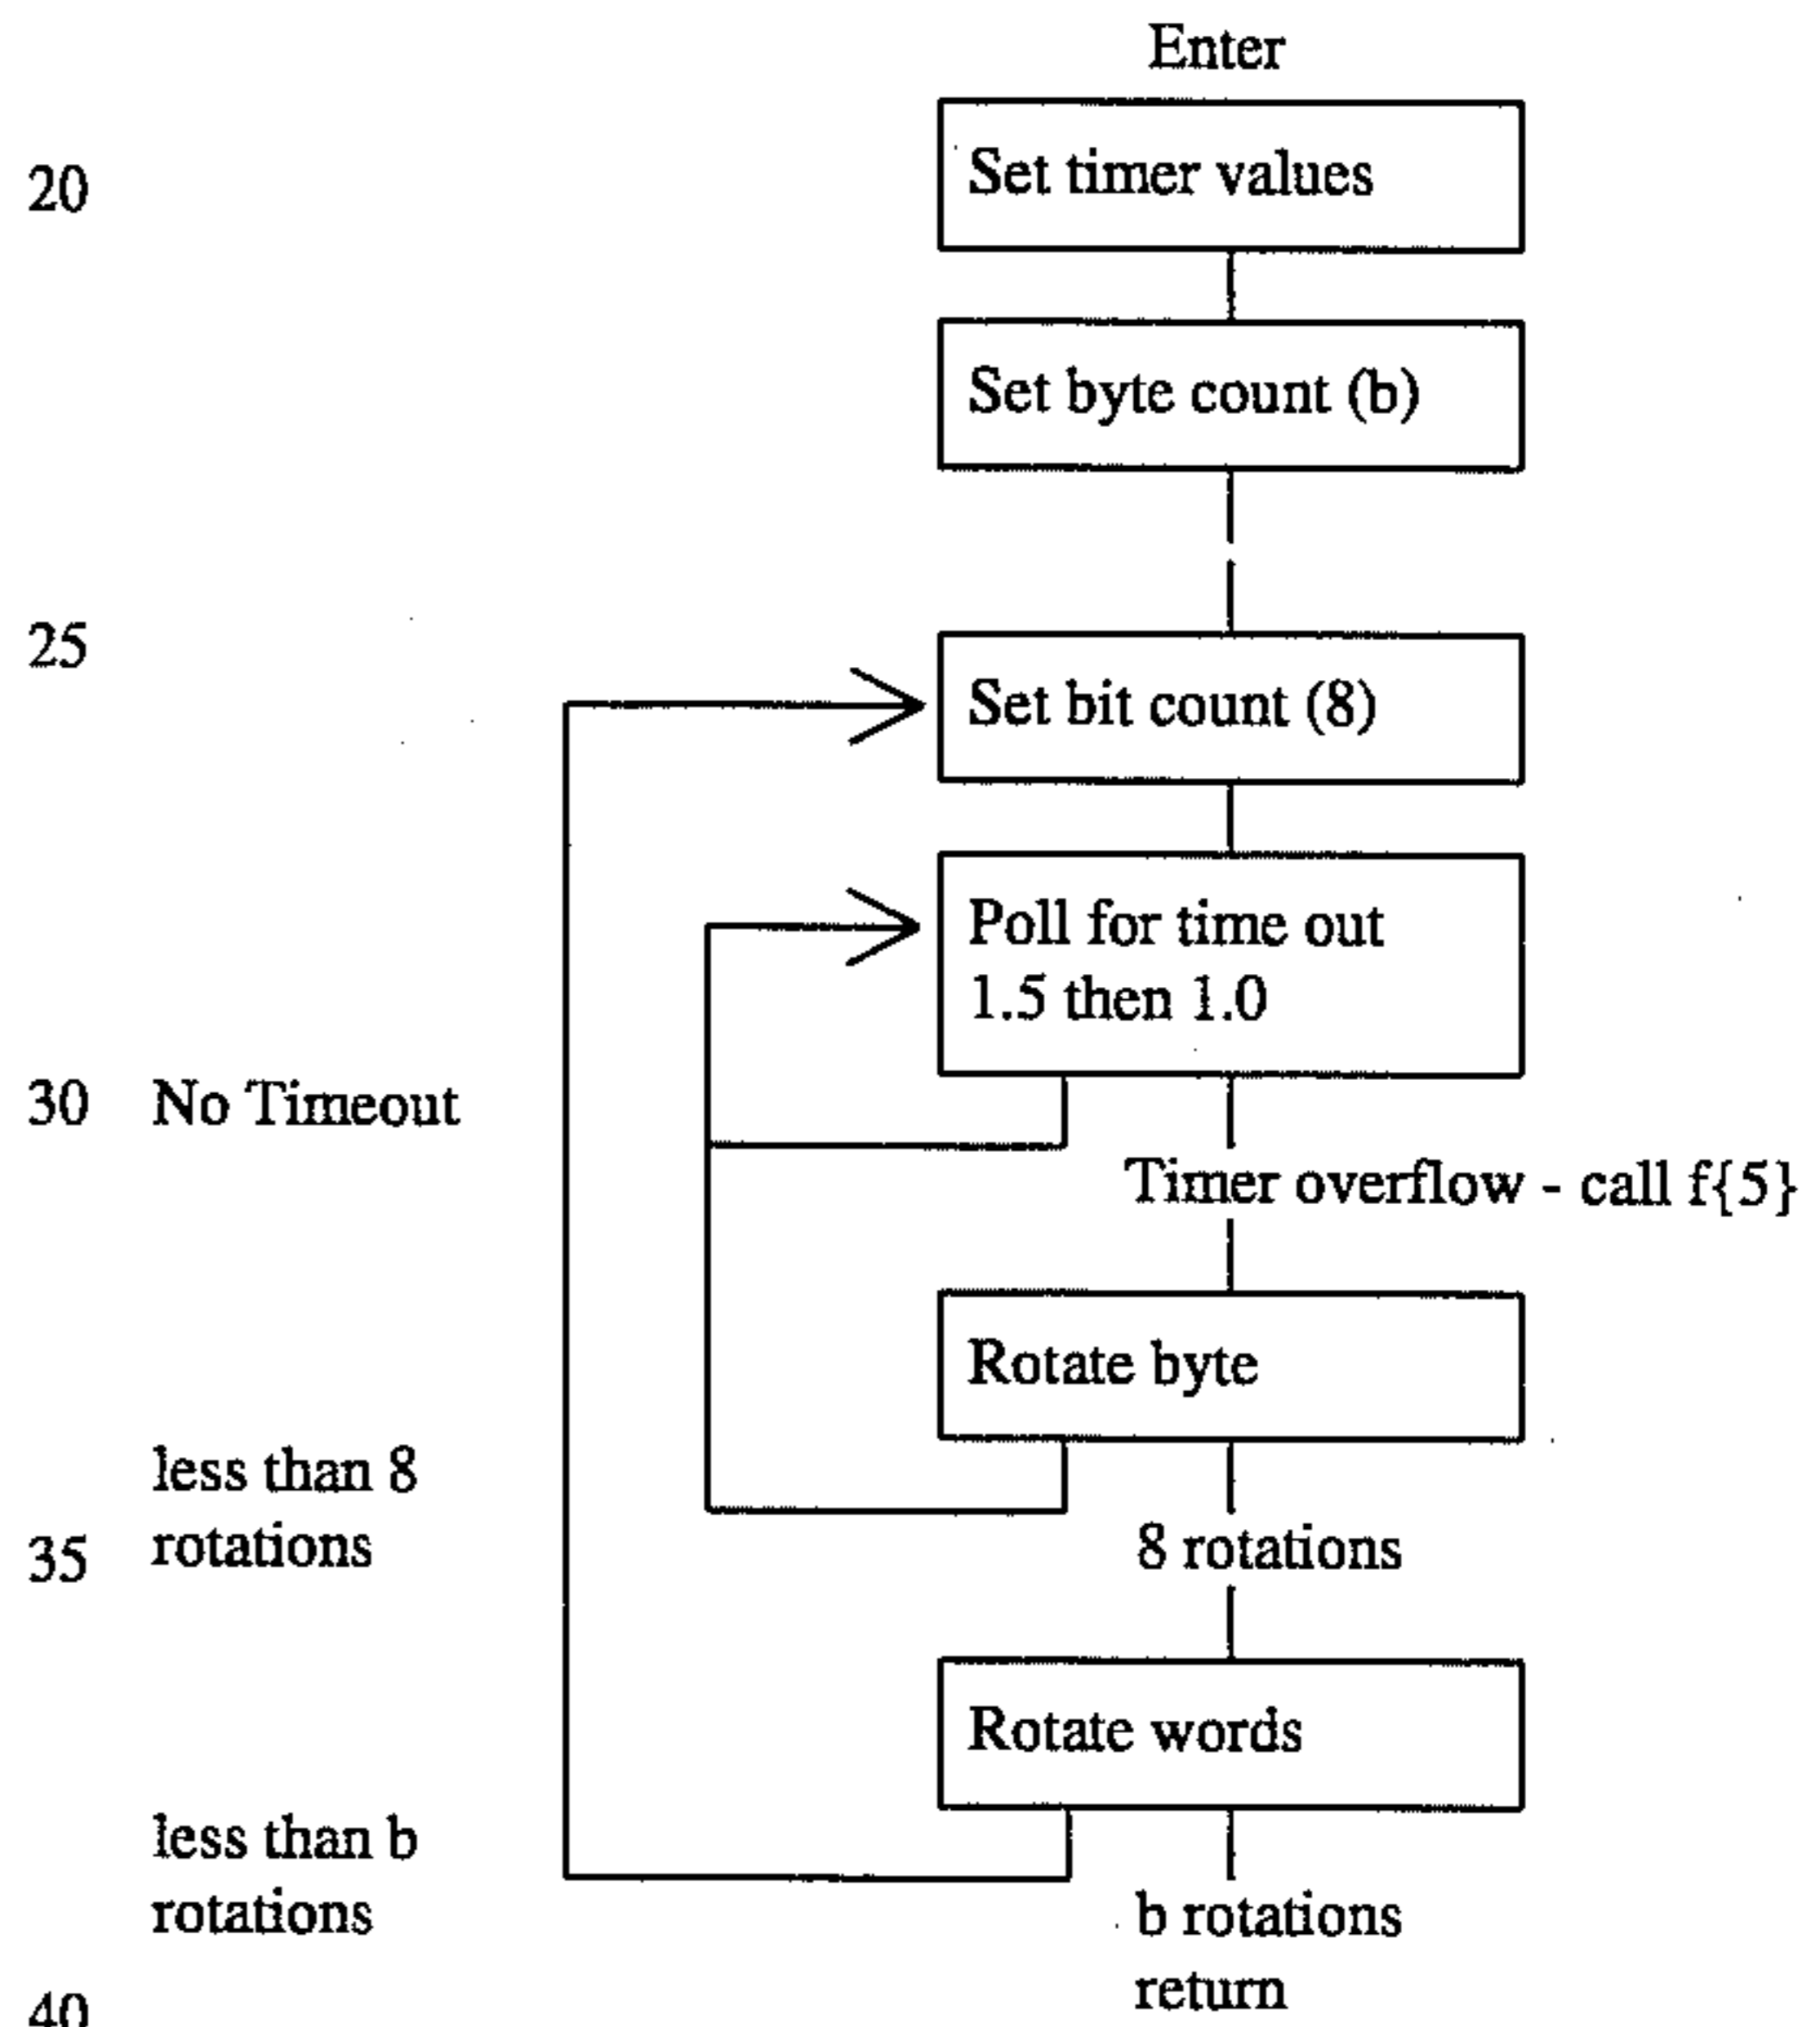 Enter
20
Set timer values
Set byte count (b)
25
Set bit count (8)
Poll for time out
1.5 then 1.0
30 No Timeout
Timer overflow - call f{5}
Rotate byte
less than 8
35 rotations
8 rotations
Rotate words
less than b
rotations
b rotations
return
40